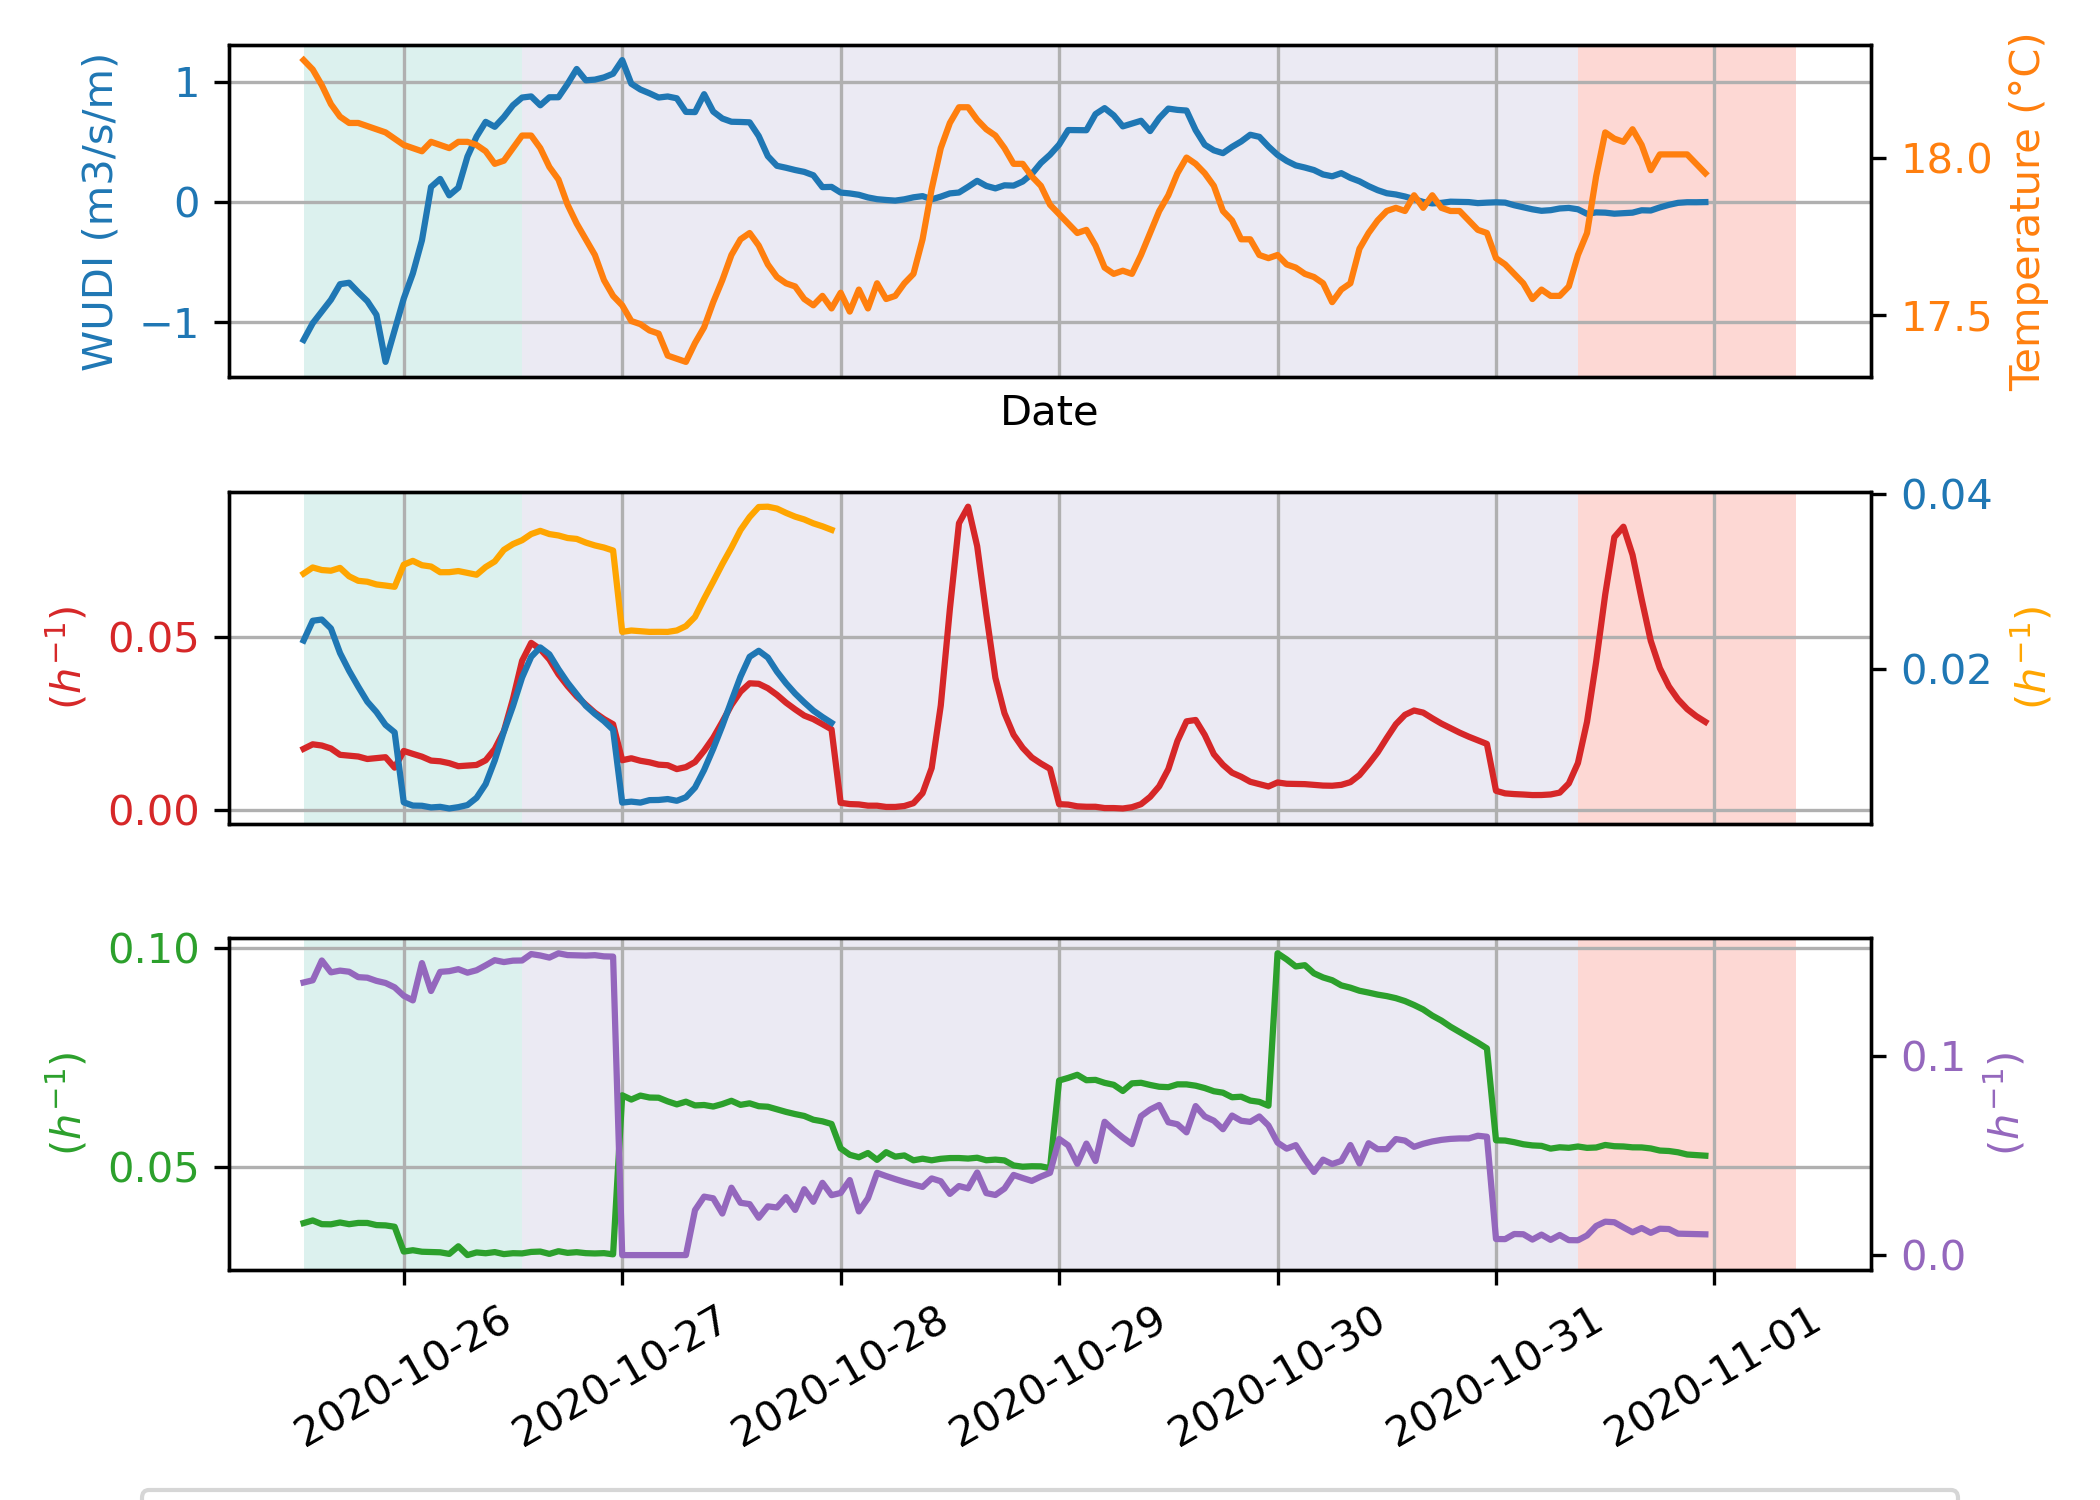 WUDI (m3/s/m)
1
0
−1
18.0
17.5
Temperature (°C)
Date
(h⁻¹)
0.05
0.00
0.04
0.02
(h⁻¹)
(h⁻¹)
0.10
0.05
0.1
0.0
(h⁻¹)
2020-10-26
2020-10-27
2020-10-28
2020-10-29
2020-10-30
2020-10-31
2020-11-01